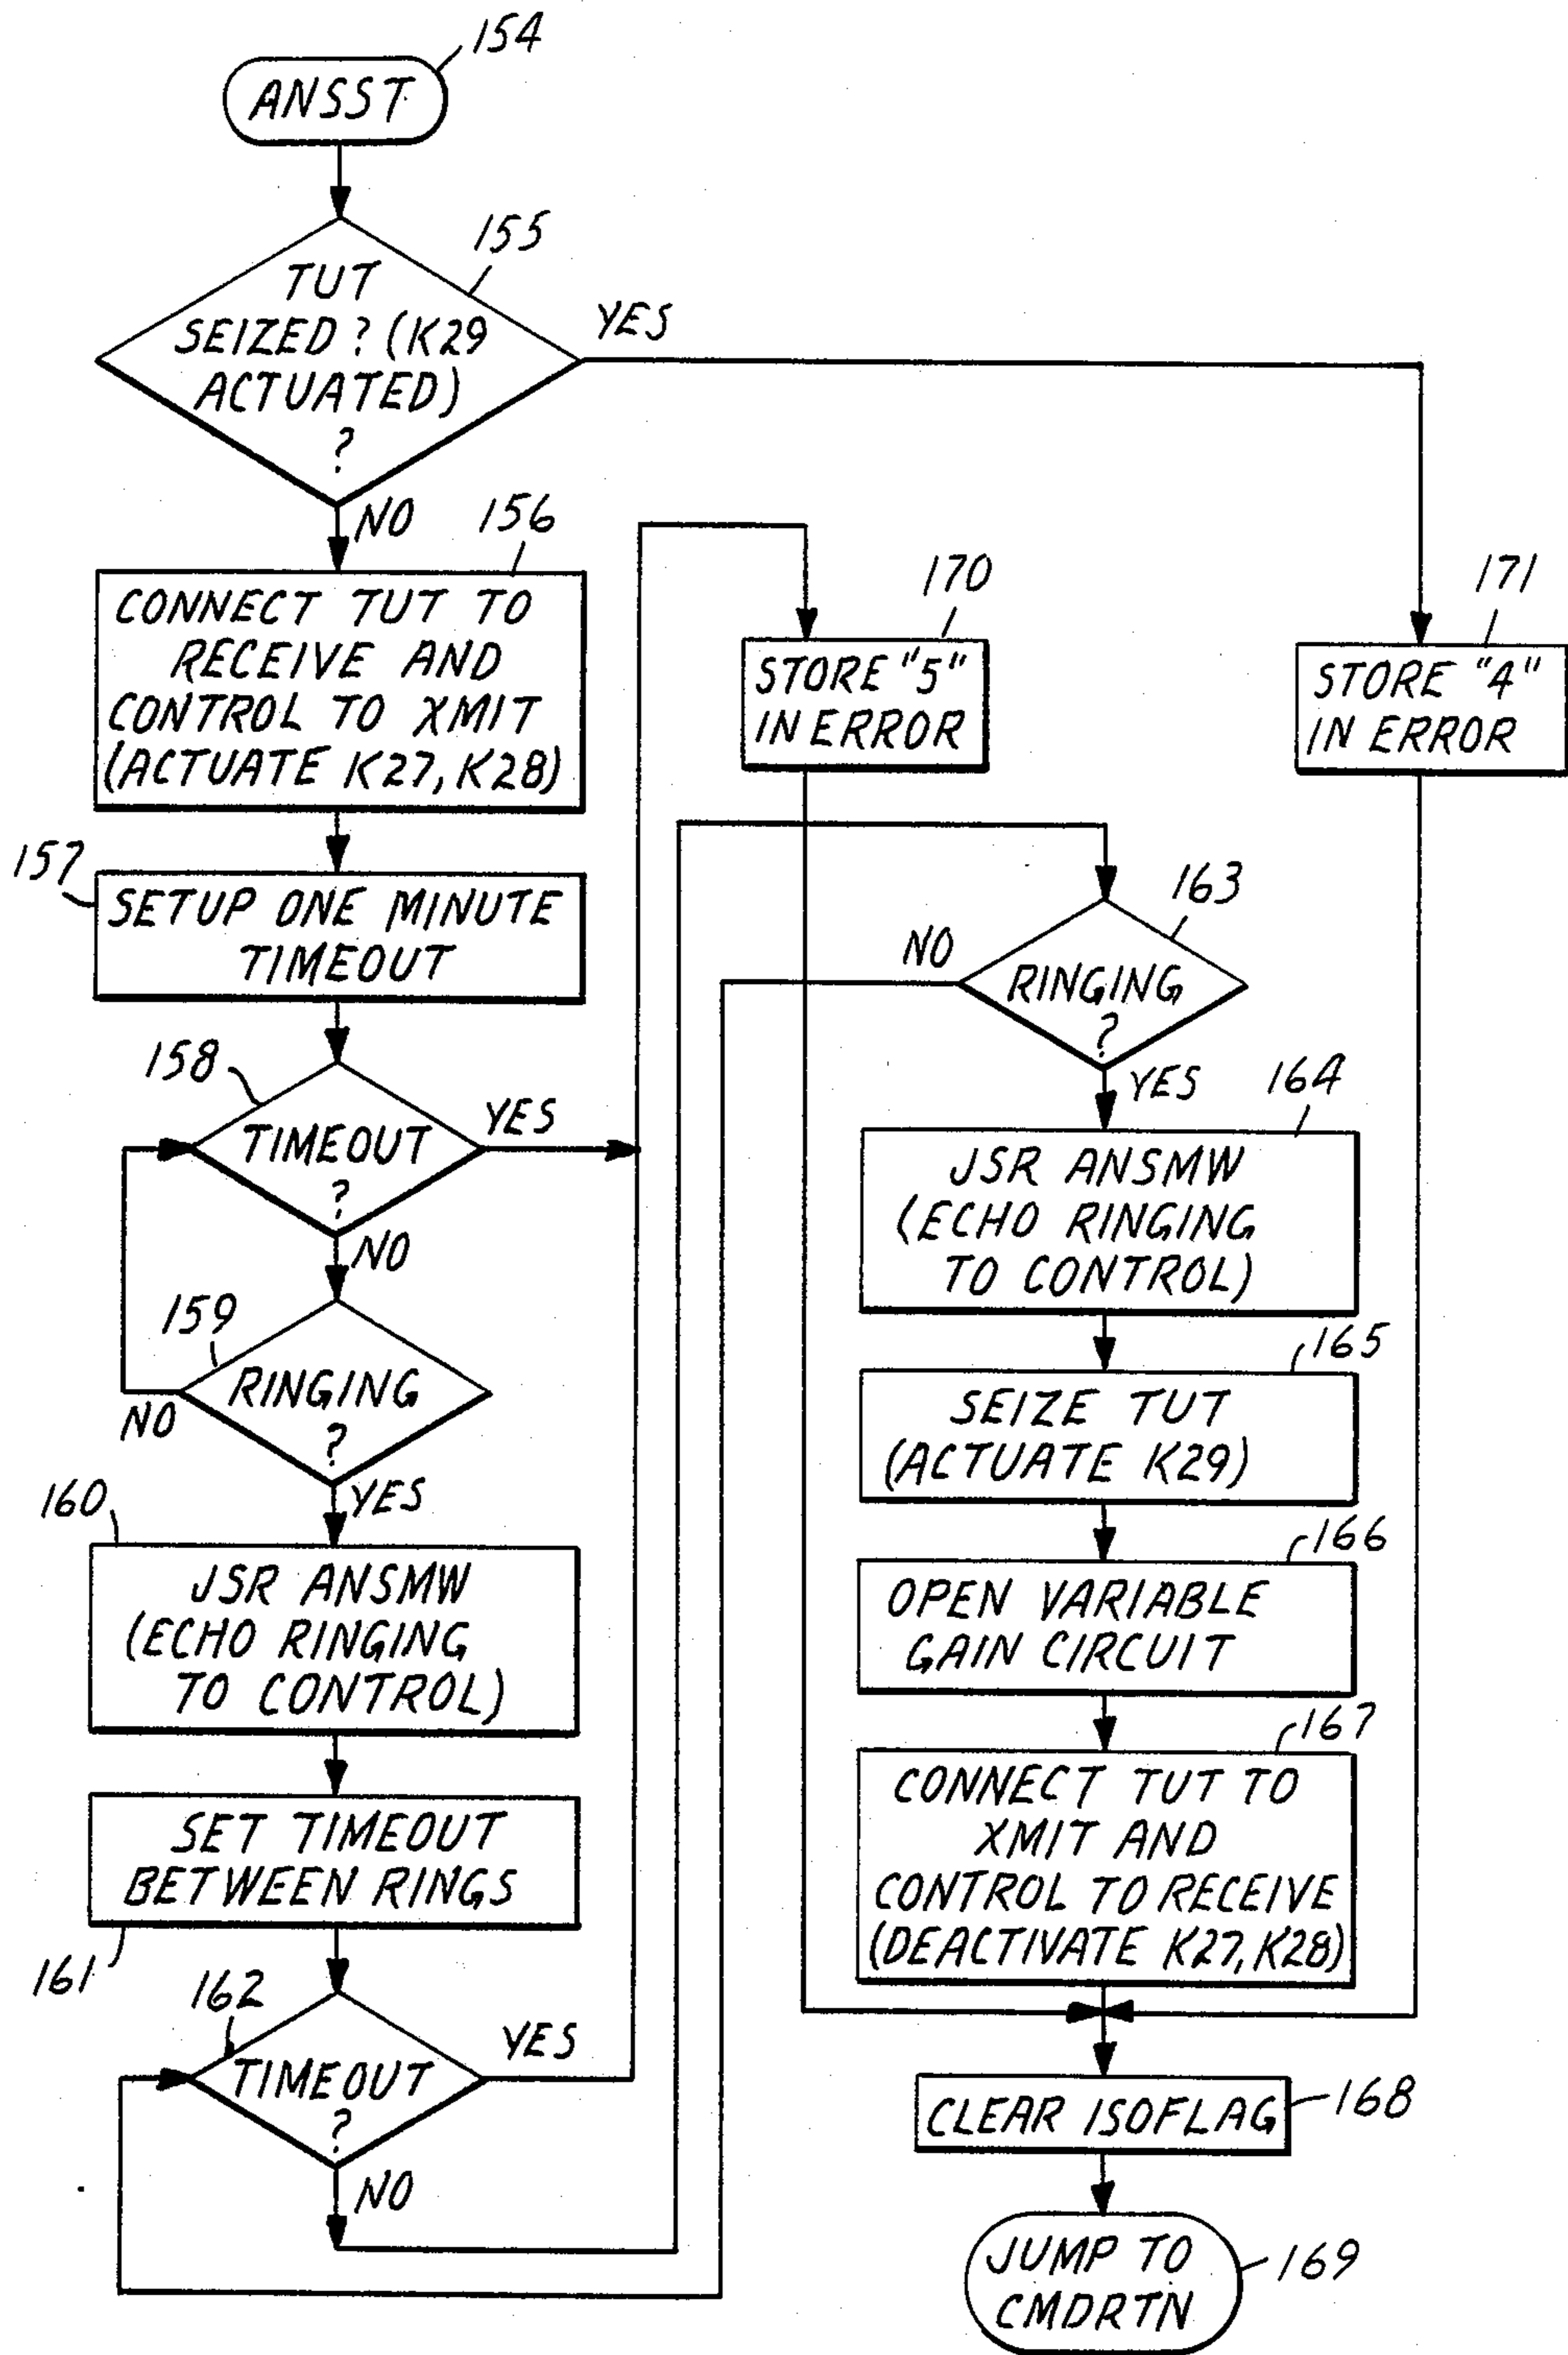 154
ANSST
155
TUT
SEIZED? (K29
ACTUATED)
?
YES
NO
156
CONNECT TUT TO
RECEIVE AND
CONTROL TO XMIT
(ACTUATE K27, K28)
157
SETUP ONE MINUTE
TIMEOUT
158
TIMEOUT
?
YES
NO
159
RINGING
?
NO
YES
160
JSR ANSMW
(ECHO RINGING
TO CONTROL)
161
SET TIMEOUT
BETWEEN RINGS
162
TIMEOUT
?
YES
NO
170
STORE "5"
IN ERROR
171
STORE "4"
IN ERROR
163
RINGING
?
NO
YES
164
JSR ANSMW
(ECHO RINGING
TO CONTROL)
165
SEIZE TUT
(ACTUATE K29)
166
OPEN VARIABLE
GAIN CIRCUIT
167
CONNECT TUT TO
XMIT AND
CONTROL TO RECEIVE
(DEACTIVATE K27, K28)
168
CLEAR ISOFLAG
169
JUMP TO
CMDRTN